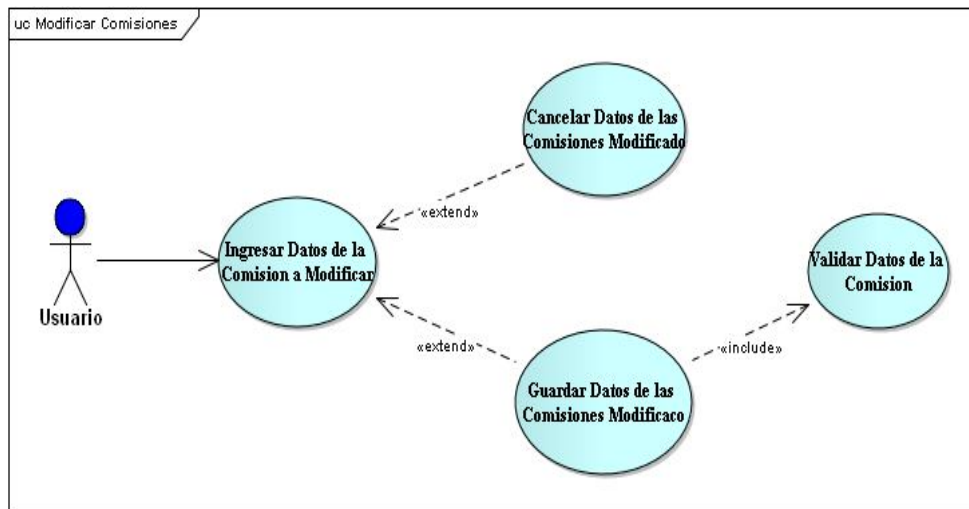 uc Modificar Comisiones
Cancelar Datos de las
Comisiones Modificado
«extend»
Ingresar Datos de la
Comision a Modificar
Validar Datos de la
Comision
Usuario
«extend»
«include»
Guardar Datos de las
Comisiones Modificaco